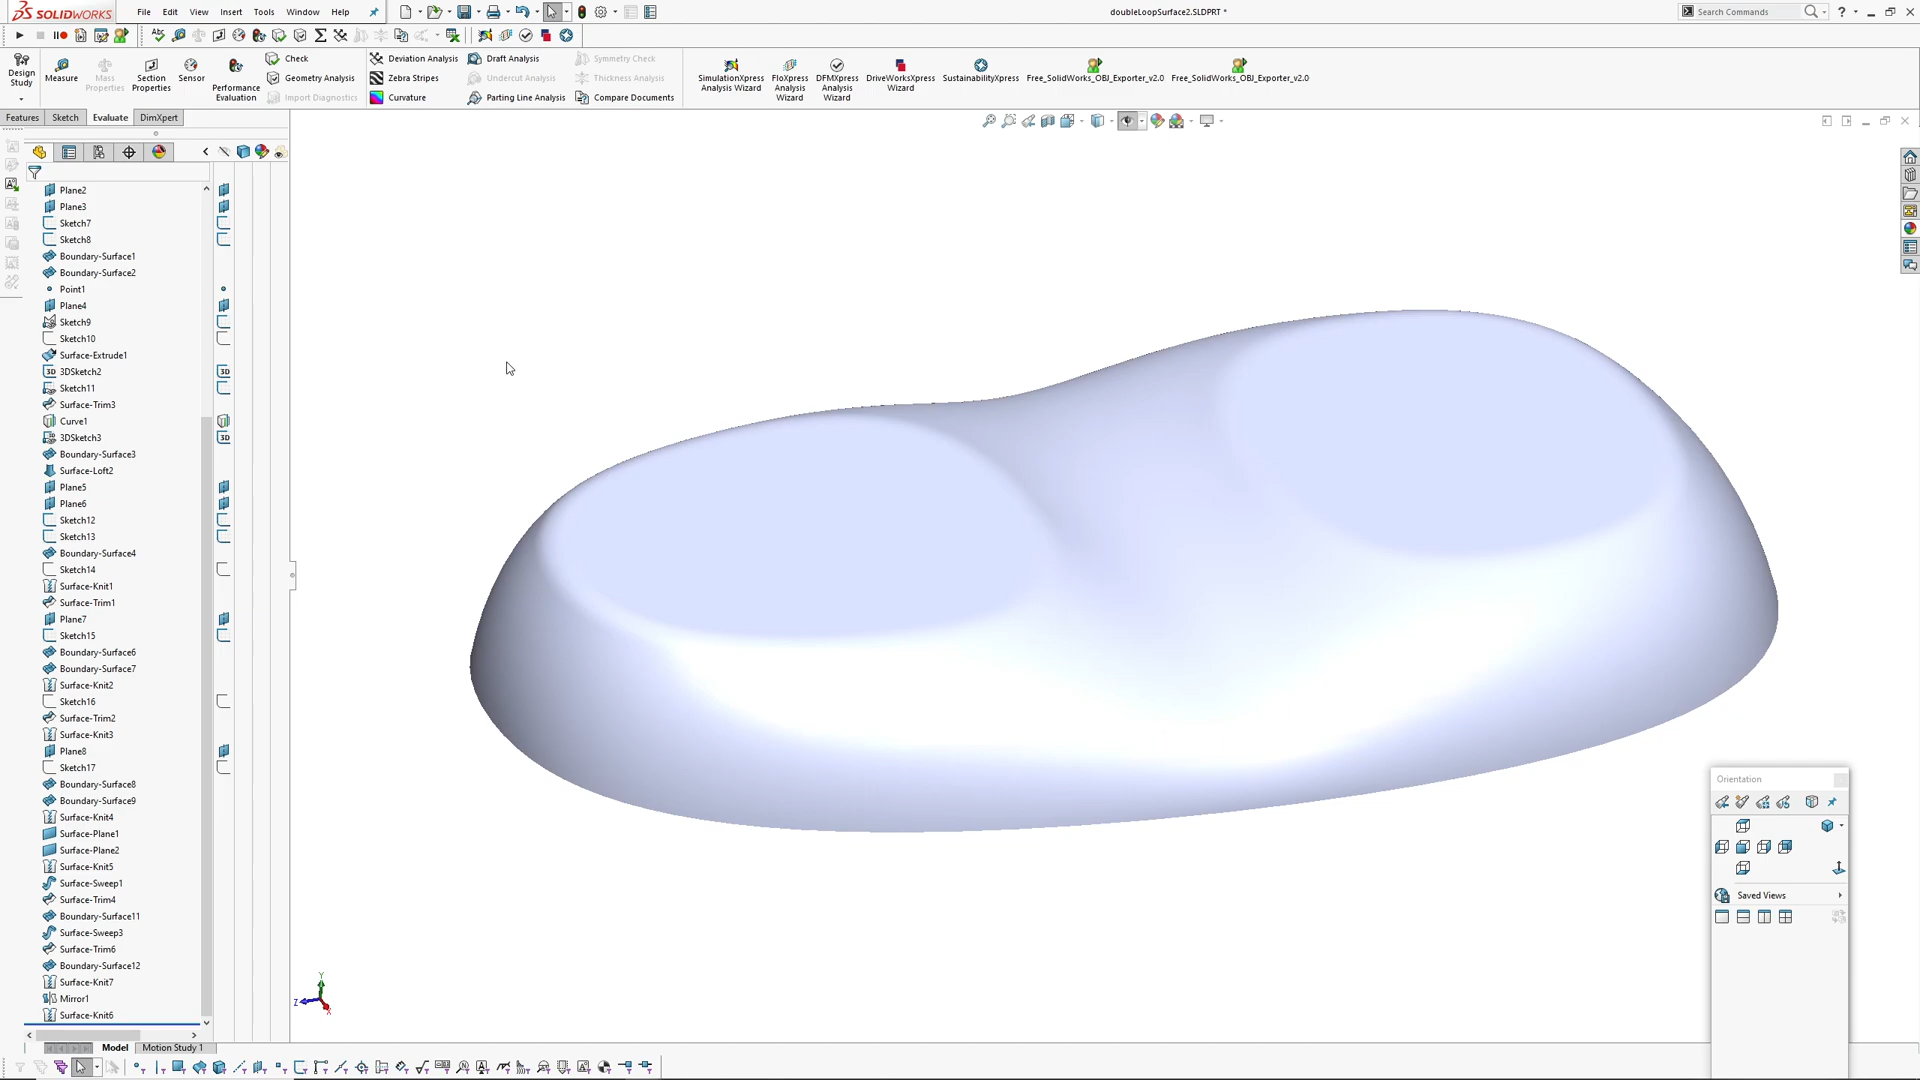 SOLIDWORKS File Edit View Insert Tools Window Help doubleLoopSurface2.SLDPRT * Search Commands
Design Study
Measure
Mass Properties
Section Properties
Sensor
Performance Evaluation
Check
Geometry Analysis
Import Diagnostics
Deviation Analysis
Zebra Stripes
Curvature
Draft Analysis
Undercut Analysis
Parting Line Analysis
Symmetry Check
Thickness Analysis
Compare Documents
SimulationXpress Analysis Wizard
FloXpress Analysis Wizard
DFMXpress Analysis Wizard
DriveWorksXpress Wizard
SustainabilityXpress
Free_SolidWorks_OBJ_Exporter_v2.0
Free_SolidWorks_OBJ_Exporter_v2.0
Features Sketch Evaluate DimXpert
Plane2
Plane3
Sketch7
Sketch8
Boundary-Surface1
Boundary-Surface2
Point1
Plane4
Sketch9
Sketch10
Surface-Extrude1
3D 3DSketch2 3D
Sketch11
Surface-Trim3
Curve1
3DSketch3 3D
Boundary-Surface3
Surface-Loft2
Plane5
Plane6
Sketch12
Sketch13
Boundary-Surface4
Sketch14
Surface-Knit1
Surface-Trim1
Plane7
Sketch15
Boundary-Surface6
Boundary-Surface7
Surface-Knit2
Sketch16
Surface-Trim2
Surface-Knit3
Plane8
Sketch17
Boundary-Surface8
Boundary-Surface9
Surface-Knit4
Surface-Plane1
Surface-Plane2
Surface-Knit5
Surface-Sweep1
Surface-Trim4
Boundary-Surface11
Surface-Sweep3
Surface-Trim6
Boundary-Surface12
Surface-Knit7
Mirror1
Surface-Knit6
Model Motion Study 1
Y
Z
X
Orientation
Saved Views